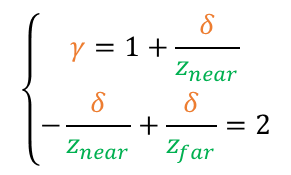 γ = 1 + δ/z_near
−δ/z_near + δ/z_far = 2